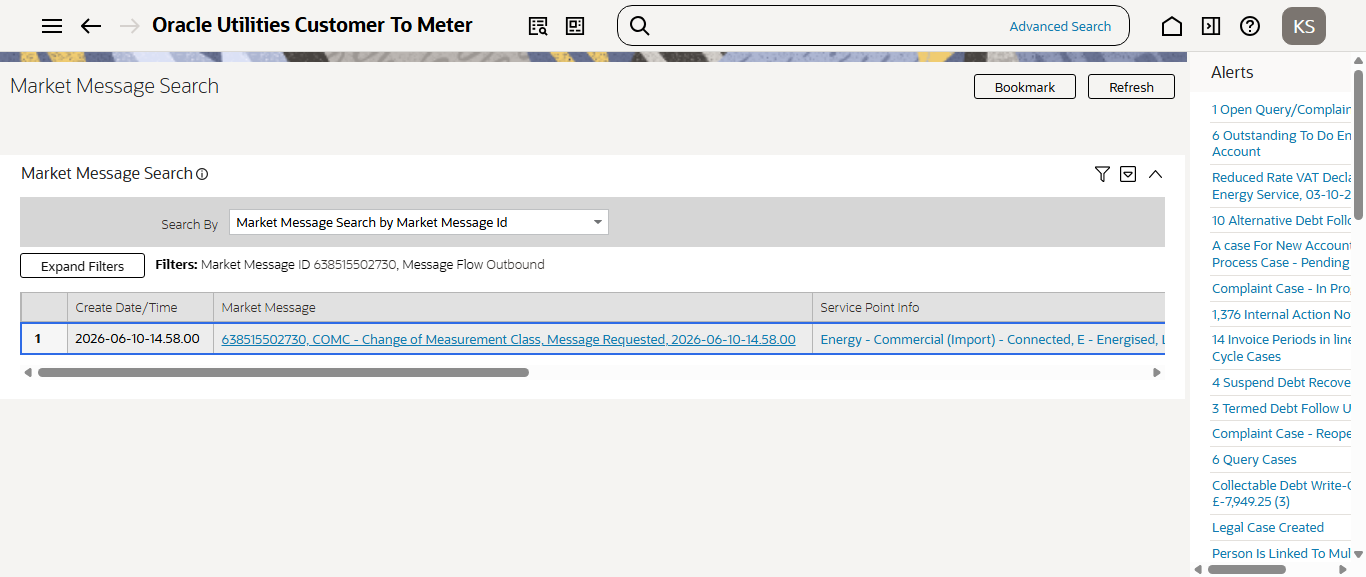 Oracle Utilities Customer To Meter
Advanced Search
KS
Market Message Search
Bookmark
Refresh
Market Message Search
Search By
Market Message Search by Market Message Id
Expand Filters
Filters: Market Message ID 638515502730, Message Flow Outbound
Create Date/Time Market Message Service Point Info
1 2026-06-10-14.58.00 638515502730, COMC - Change of Measurement Class, Message Requested, 2026-06-10-14.58.00 Energy - Commercial (Import) - Connected, E - Energised,
Alerts
1 Open Query/Complain
6 Outstanding To Do En
Account
Reduced Rate VAT Decla
Energy Service, 03-10-2
10 Alternative Debt Follo
A case For New Account
Process Case - Pending
Complaint Case - In Pro
1,376 Internal Action No
14 Invoice Periods in line
Cycle Cases
4 Suspend Debt Recove
3 Termed Debt Follow U
Complaint Case - Reope
6 Query Cases
Collectable Debt Write-O
£-7,949.25 (3)
Legal Case Created
Person Is Linked To Mul